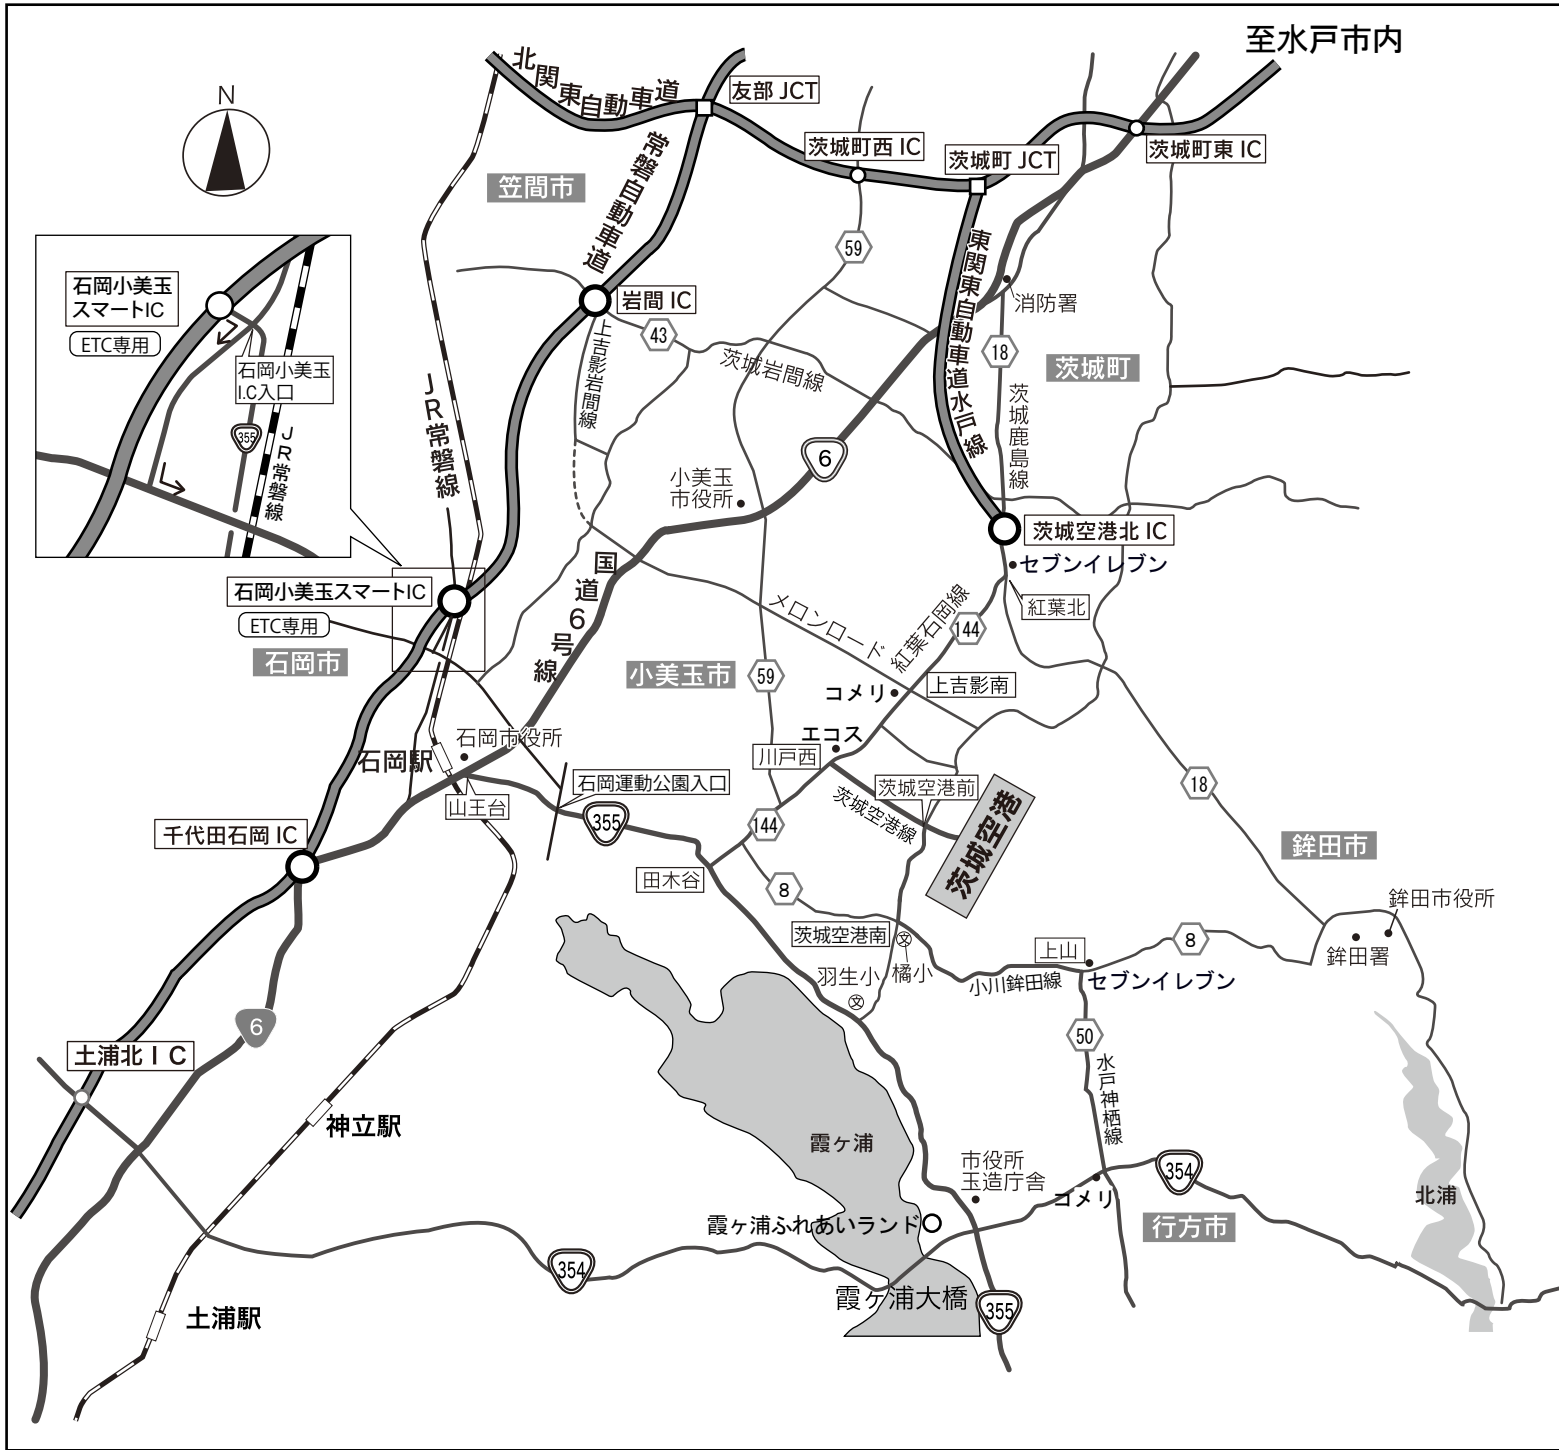 至水戸市内
N
北関東自動車道
友部 JCT
茨城町西 IC
茨城町 JCT
茨城町東 IC
笠間市
常磐自動車道
59
東関東自動車道水戸線
消防署
石岡小美玉
スマートIC
ETC専用
石岡小美玉
I.C入口
355
JR常磐線
岩間 IC
43
上吉影岩間線
茨城岩間線
18
茨城町
茨城鹿島線
JR常磐線
6
小美玉
市役所
茨城空港北 IC
セブンイレブン
紅葉北
国道6号線
石岡小美玉スマートIC
ETC専用
石岡市
メロンロード
紅葉石岡線
144
小美玉市
59
コメリ
上吉影南
エコス
川戸西
石岡市役所
石岡駅
山王台
石岡運動公園入口
355
茨城空港前
茨城空港線
茨城空港
18
144
千代田石岡 IC
田木谷
8
鉾田市
鉾田市役所
鉾田署
茨城空港南
橘小
羽生小
上山
8
セブンイレブン
小川鉾田線
6
土浦北 I C
50
水戸神栖線
神立駅
霞ヶ浦
市役所
玉造庁舎
コメリ
354
北浦
行方市
霞ヶ浦ふれあいランド
354
霞ヶ浦大橋
355
土浦駅